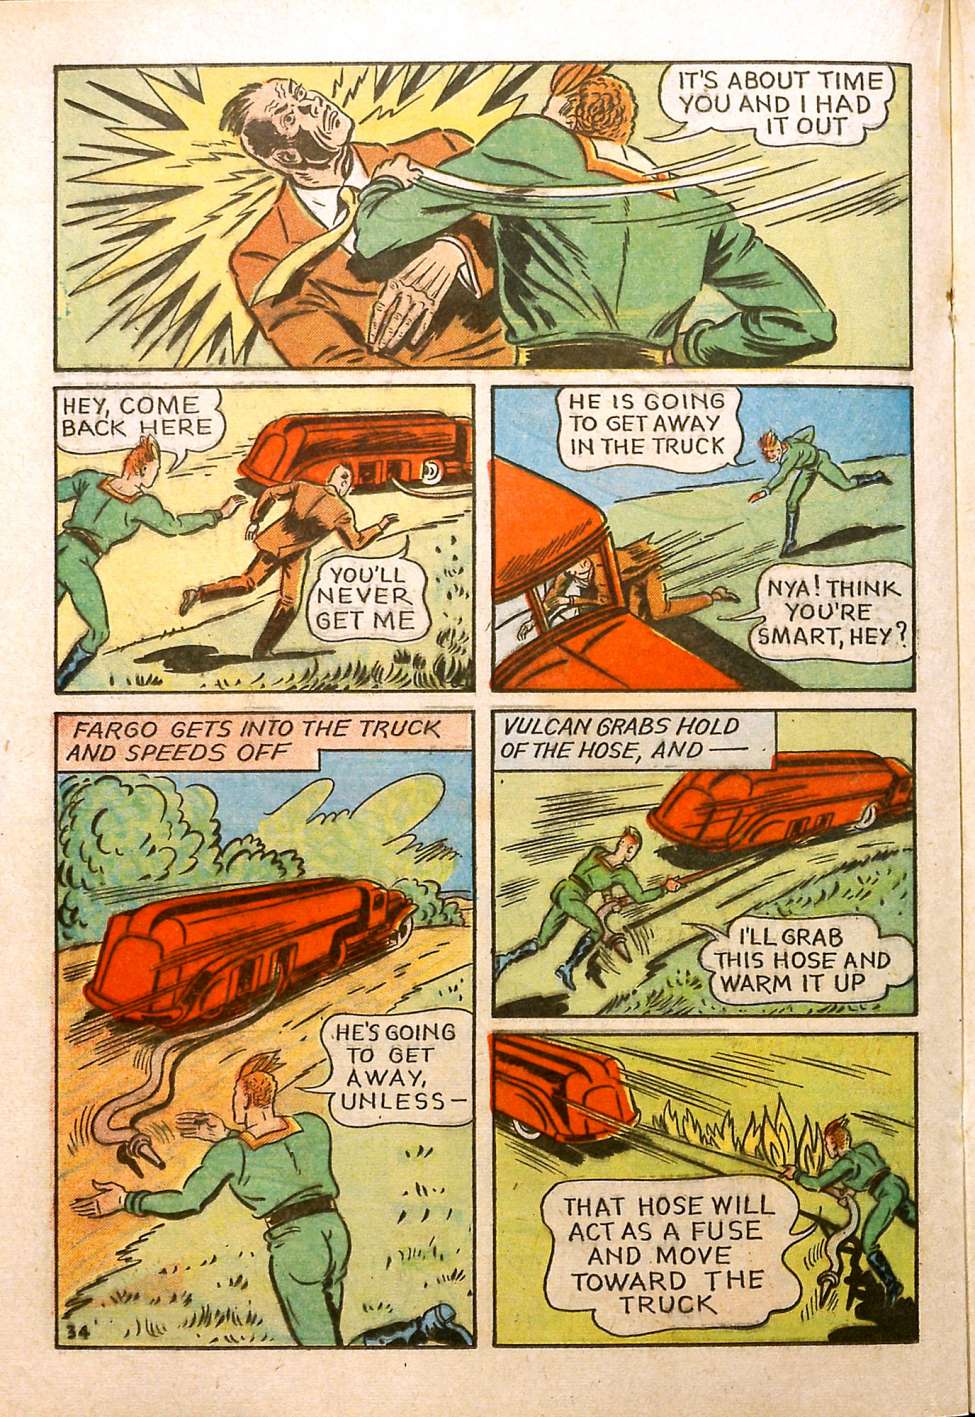 IT'S ABOUT TIME
YOU AND I HAD
IT OUT
HEY, COME
BACK HERE
YOU'LL
NEVER
GET ME
HE IS GOING
TO GET AWAY
IN THE TRUCK
NYA! THINK
YOU'RE
SMART, HEY?
FARGO GETS INTO THE TRUCK
AND SPEEDS OFF
HE'S GOING
TO GET
AWAY,
UNLESS—
34
VULCAN GRABS HOLD
OF THE HOSE, AND —
I'LL GRAB
THIS HOSE AND
WARM IT UP
THAT HOSE WILL
ACT AS A FUSE
AND MOVE
TOWARD THE
TRUCK